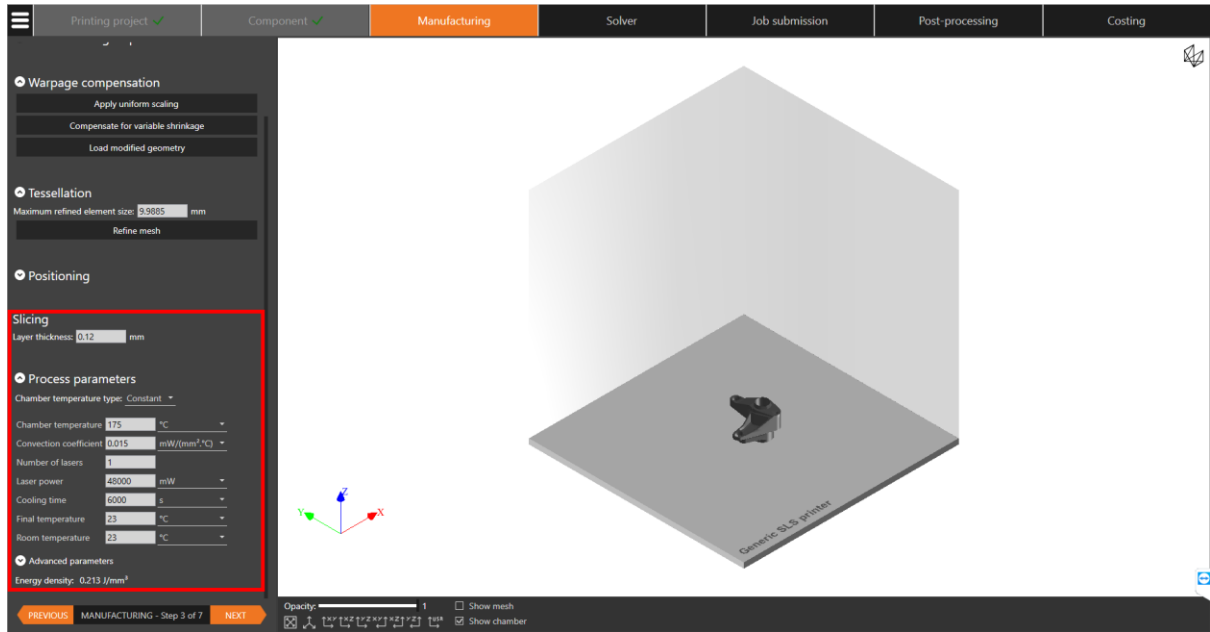 Printing project
Component
Manufacturing
Solver
Job submission
Post-processing
Costing
Warpage compensation
Apply uniform scaling
Compensate for variable shrinkage
Load modified geometry
Tessellation
Maximum refined element size: 9.9885 mm
Refine mesh
Positioning
Slicing
Layer thickness: 0.12 mm
Process parameters
Chamber temperature type: Constant
Chamber temperature 175 °C
Convection coefficient 0.015 mW/(mm².°C)
Number of lasers 1
Laser power 48000 mW
Cooling time 6000 s
Final temperature 23 °C
Room temperature 23 °C
Advanced parameters
Energy density: 0.213 J/mm³
PREVIOUS MANUFACTURING - Step 3 of 7 NEXT
Z
Y X
Generic SLS printer
Opacity: 1 Show mesh
Show chamber